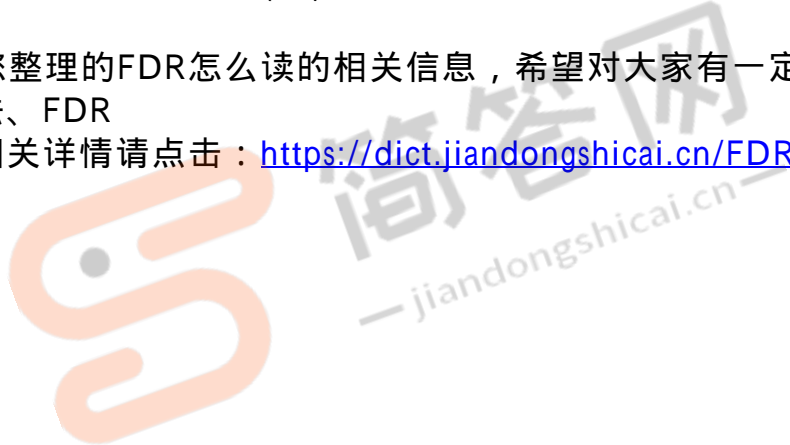 整理的FDR怎么读的相关信息，希望对大家有一定
、FDR
关详情请点击：https://dict.jiandongshicai.cn/FDR
简答网
jiandongshicai.cn